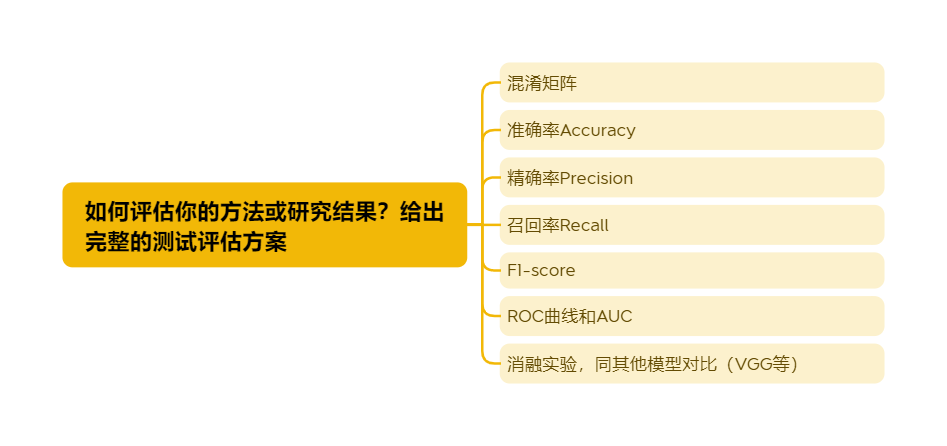 如何评估你的方法或研究结果？给出
完整的测试评估方案
混淆矩阵
准确率Accuracy
精确率Precision
召回率Recall
F1-score
ROC曲线和AUC
消融实验，同其他模型对比（VGG等）